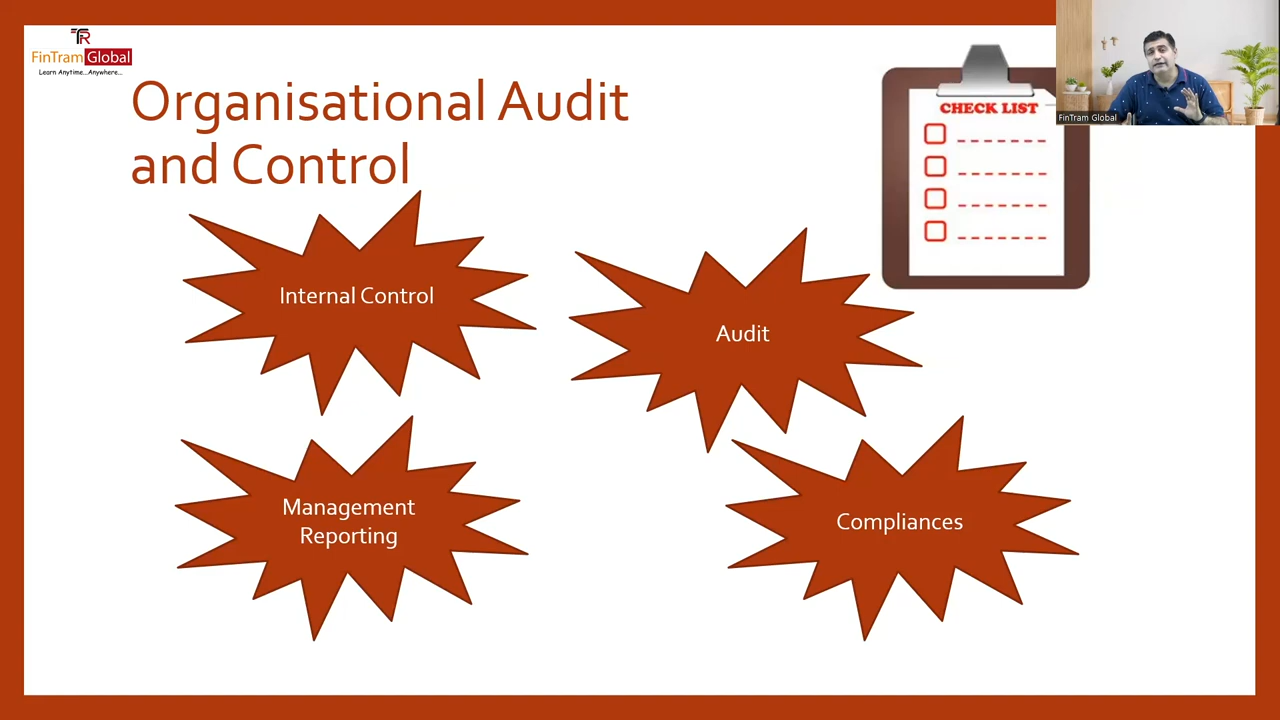 TR
FinTram Global
Learn Anytime...Anywhere...
Organisational Audit
and Control
CHECK LIST
FinTram Global
Internal Control
Audit
Management
Reporting
Compliances